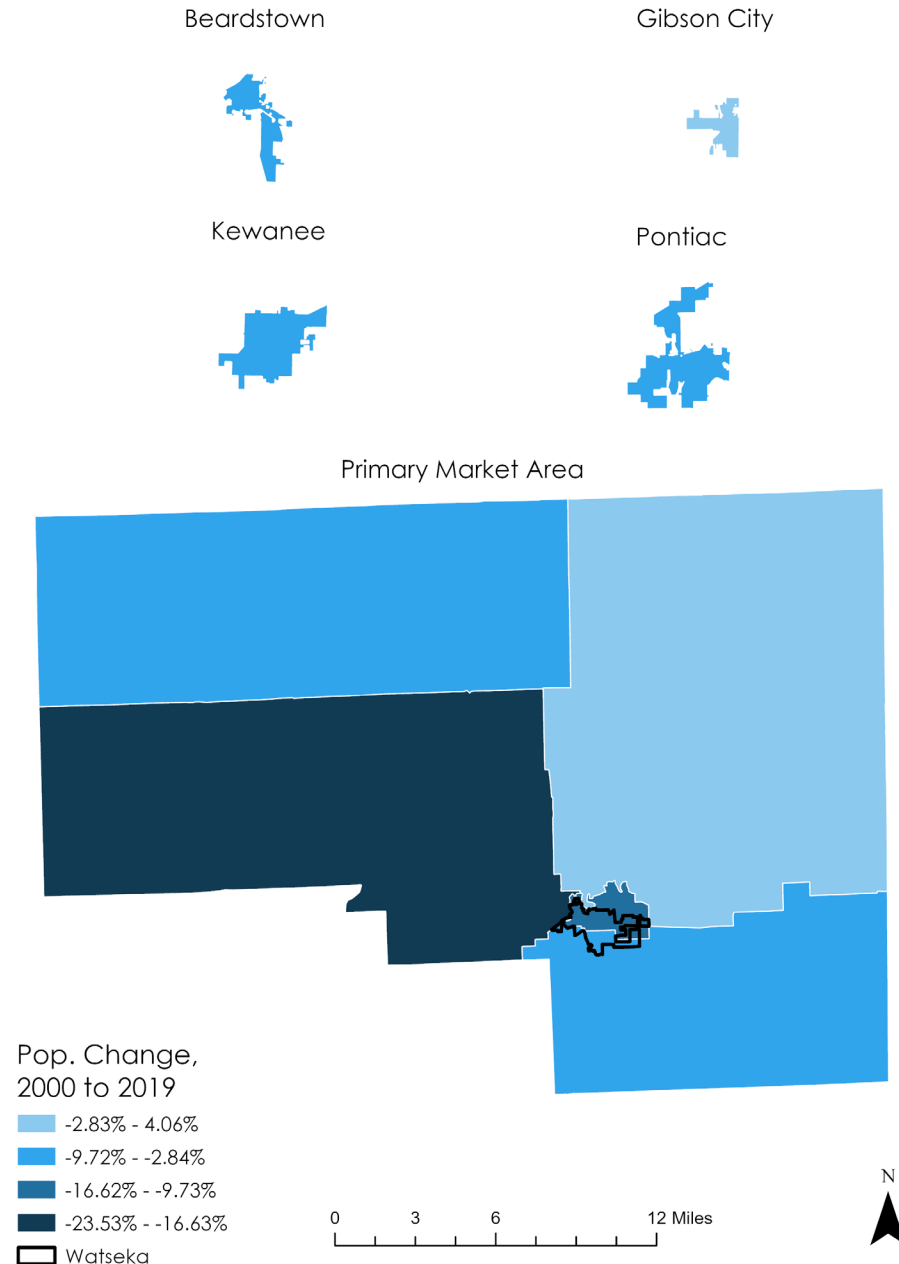 Beardstown
Gibson City
Kewanee
Pontiac
Primary Market Area
Pop. Change,
2000 to 2019
-2.83% - 4.06%
-9.72% - -2.84%
-16.62% - -9.73%
-23.53% - -16.63%
Watseka
0 3 6 12 Miles
N